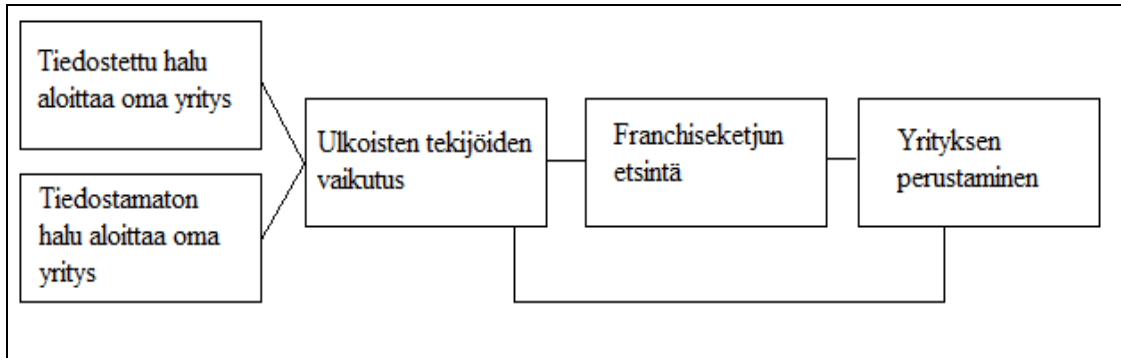 Tiedostettu halu
aloittaa oma yritys
Tiedostamaton
halu aloittaa oma
yritys
Ulkoisten tekijöiden
vaikutus
Franchiseketjun
etsintä
Yrityksen
perustaminen